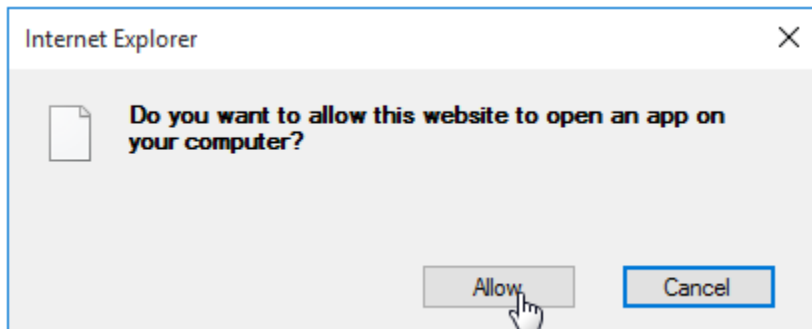 Internet Explorer
Do you want to allow this website to open an app on
your computer?
Allow Cancel